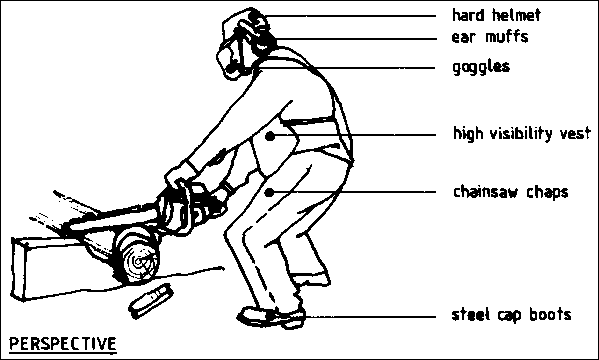 hard helmet
ear muffs
goggles
high visibility vest
chainsaw chaps
steel cap boots
PERSPECTIVE